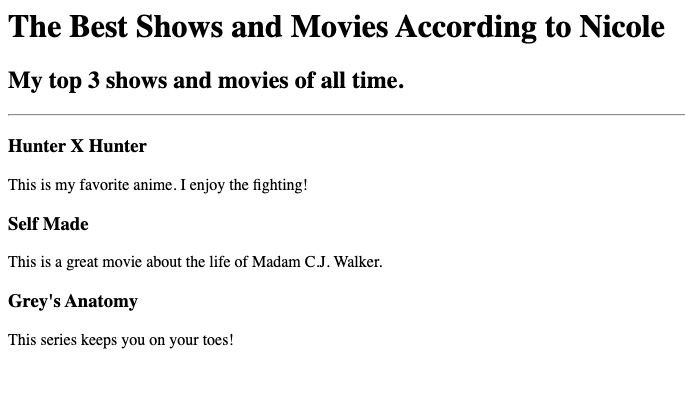 The Best Shows and Movies According to Nicole
My top 3 shows and movies of all time.
Hunter X Hunter
This is my favorite anime. I enjoy the fighting!
Self Made
This is a great movie about the life of Madam C.J. Walker.
Grey's Anatomy
This series keeps you on your toes!